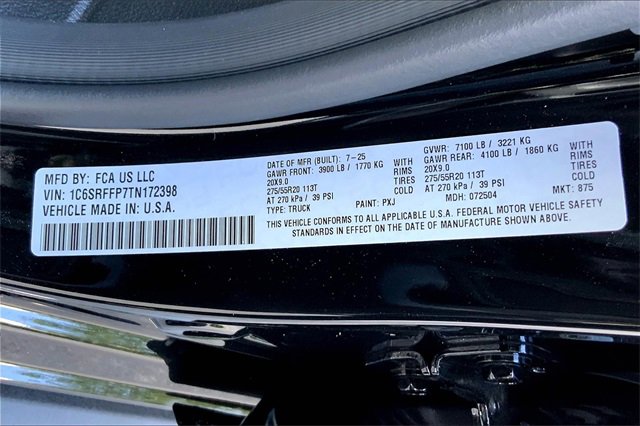 MFD BY: FCA US LLC
VIN: 1C6SRFFP7TN172398
VEHICLE MADE IN: U.S.A.
DATE OF MFR (BUILT): 7-25
GAWR FRONT: 3900 LB / 1770 KG WITH
20X9.0 RIMS
275/55R20 113T TIRES
AT 270 kPa / 39 PSI
TYPE: TRUCK PAINT: PXJ
GVWR: 7100 LB / 3221 KG
GAWR REAR: 4100 LB / 1860 KG WITH
20X9.0 RIMS
275/55R20 113T TIRES
AT 270 kPa / 39 PSI
MDH: 072504 MKT: 875
THIS VEHICLE CONFORMS TO ALL APPLICABLE U.S.A. FEDERAL MOTOR VEHICLE SAFETY
STANDARDS IN EFFECT ON THE DATE OF MANUFACTURE SHOWN ABOVE.